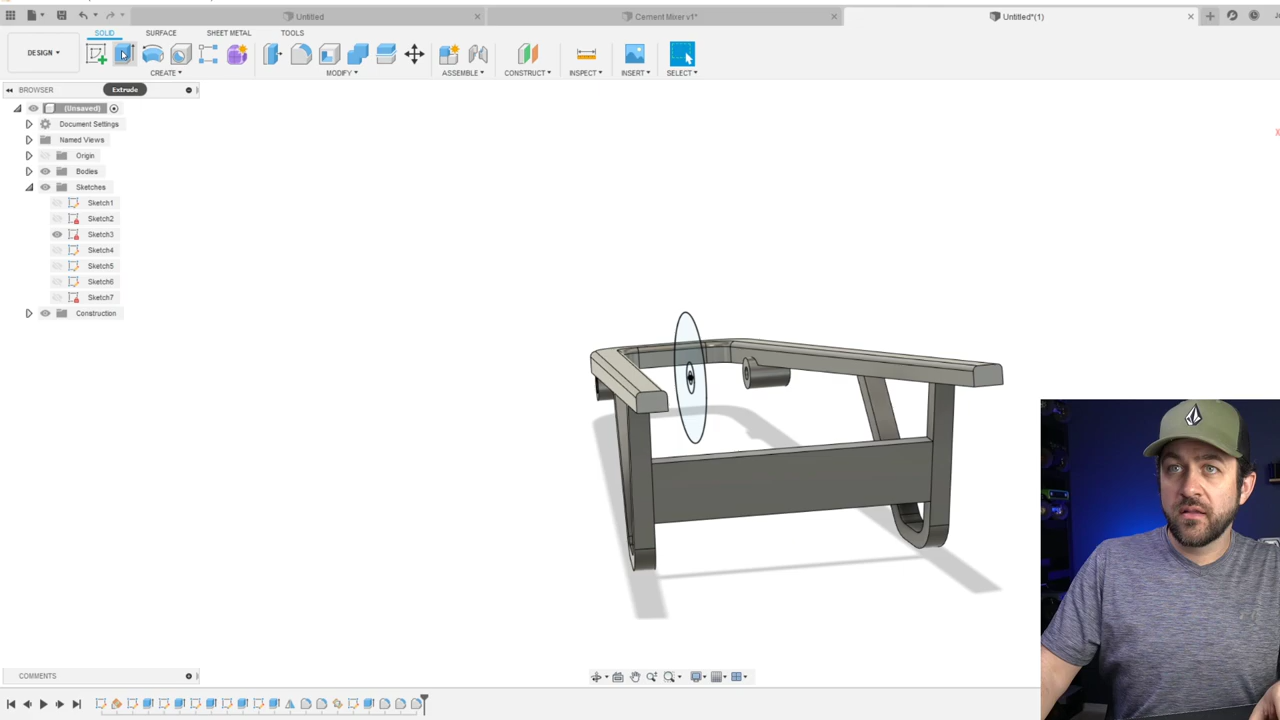 Untitled
Cement Mixer v1*
Untitled*(1)
DESIGN
SOLID
SURFACE
SHEET METAL
TOOLS
CREATE
MODIFY
ASSEMBLE
CONSTRUCT
INSPECT
INSERT
SELECT
BROWSER
Extrude
(Unsaved)
Document Settings
Named Views
Origin
Bodies
Sketches
Sketch1
Sketch2
Sketch3
Sketch4
Sketch5
Sketch6
Sketch7
Construction
COMMENTS